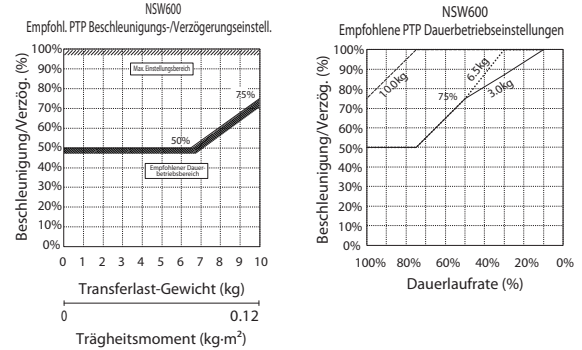 NSW600
Empfohl. PTP Beschleunigungs-/Verzögerungseinstell.
100%
90%
80%
70%
60%
50%
40%
30%
20%
10%
0%
Beschleunigung/Verzög. (%)
Max. Einstellungsbereich
75%
50%
Empfohlener Dauer-
betriebsbereich
0 1 2 3 4 5 6 7 8 9 10
Transferlast-Gewicht (kg)
0 0.12
Trägheitsmoment (kg·m²)
NSW600
Empfohlene PTP Dauerbetriebseinstellungen
100%
90%
80%
70%
60%
50%
40%
30%
20%
10%
0%
Beschleunigung/Verzög. (%)
10.0kg
6.5kg
3.0kg
75%
100% 80% 60% 40% 20% 0%
Dauerlaufrate (%)